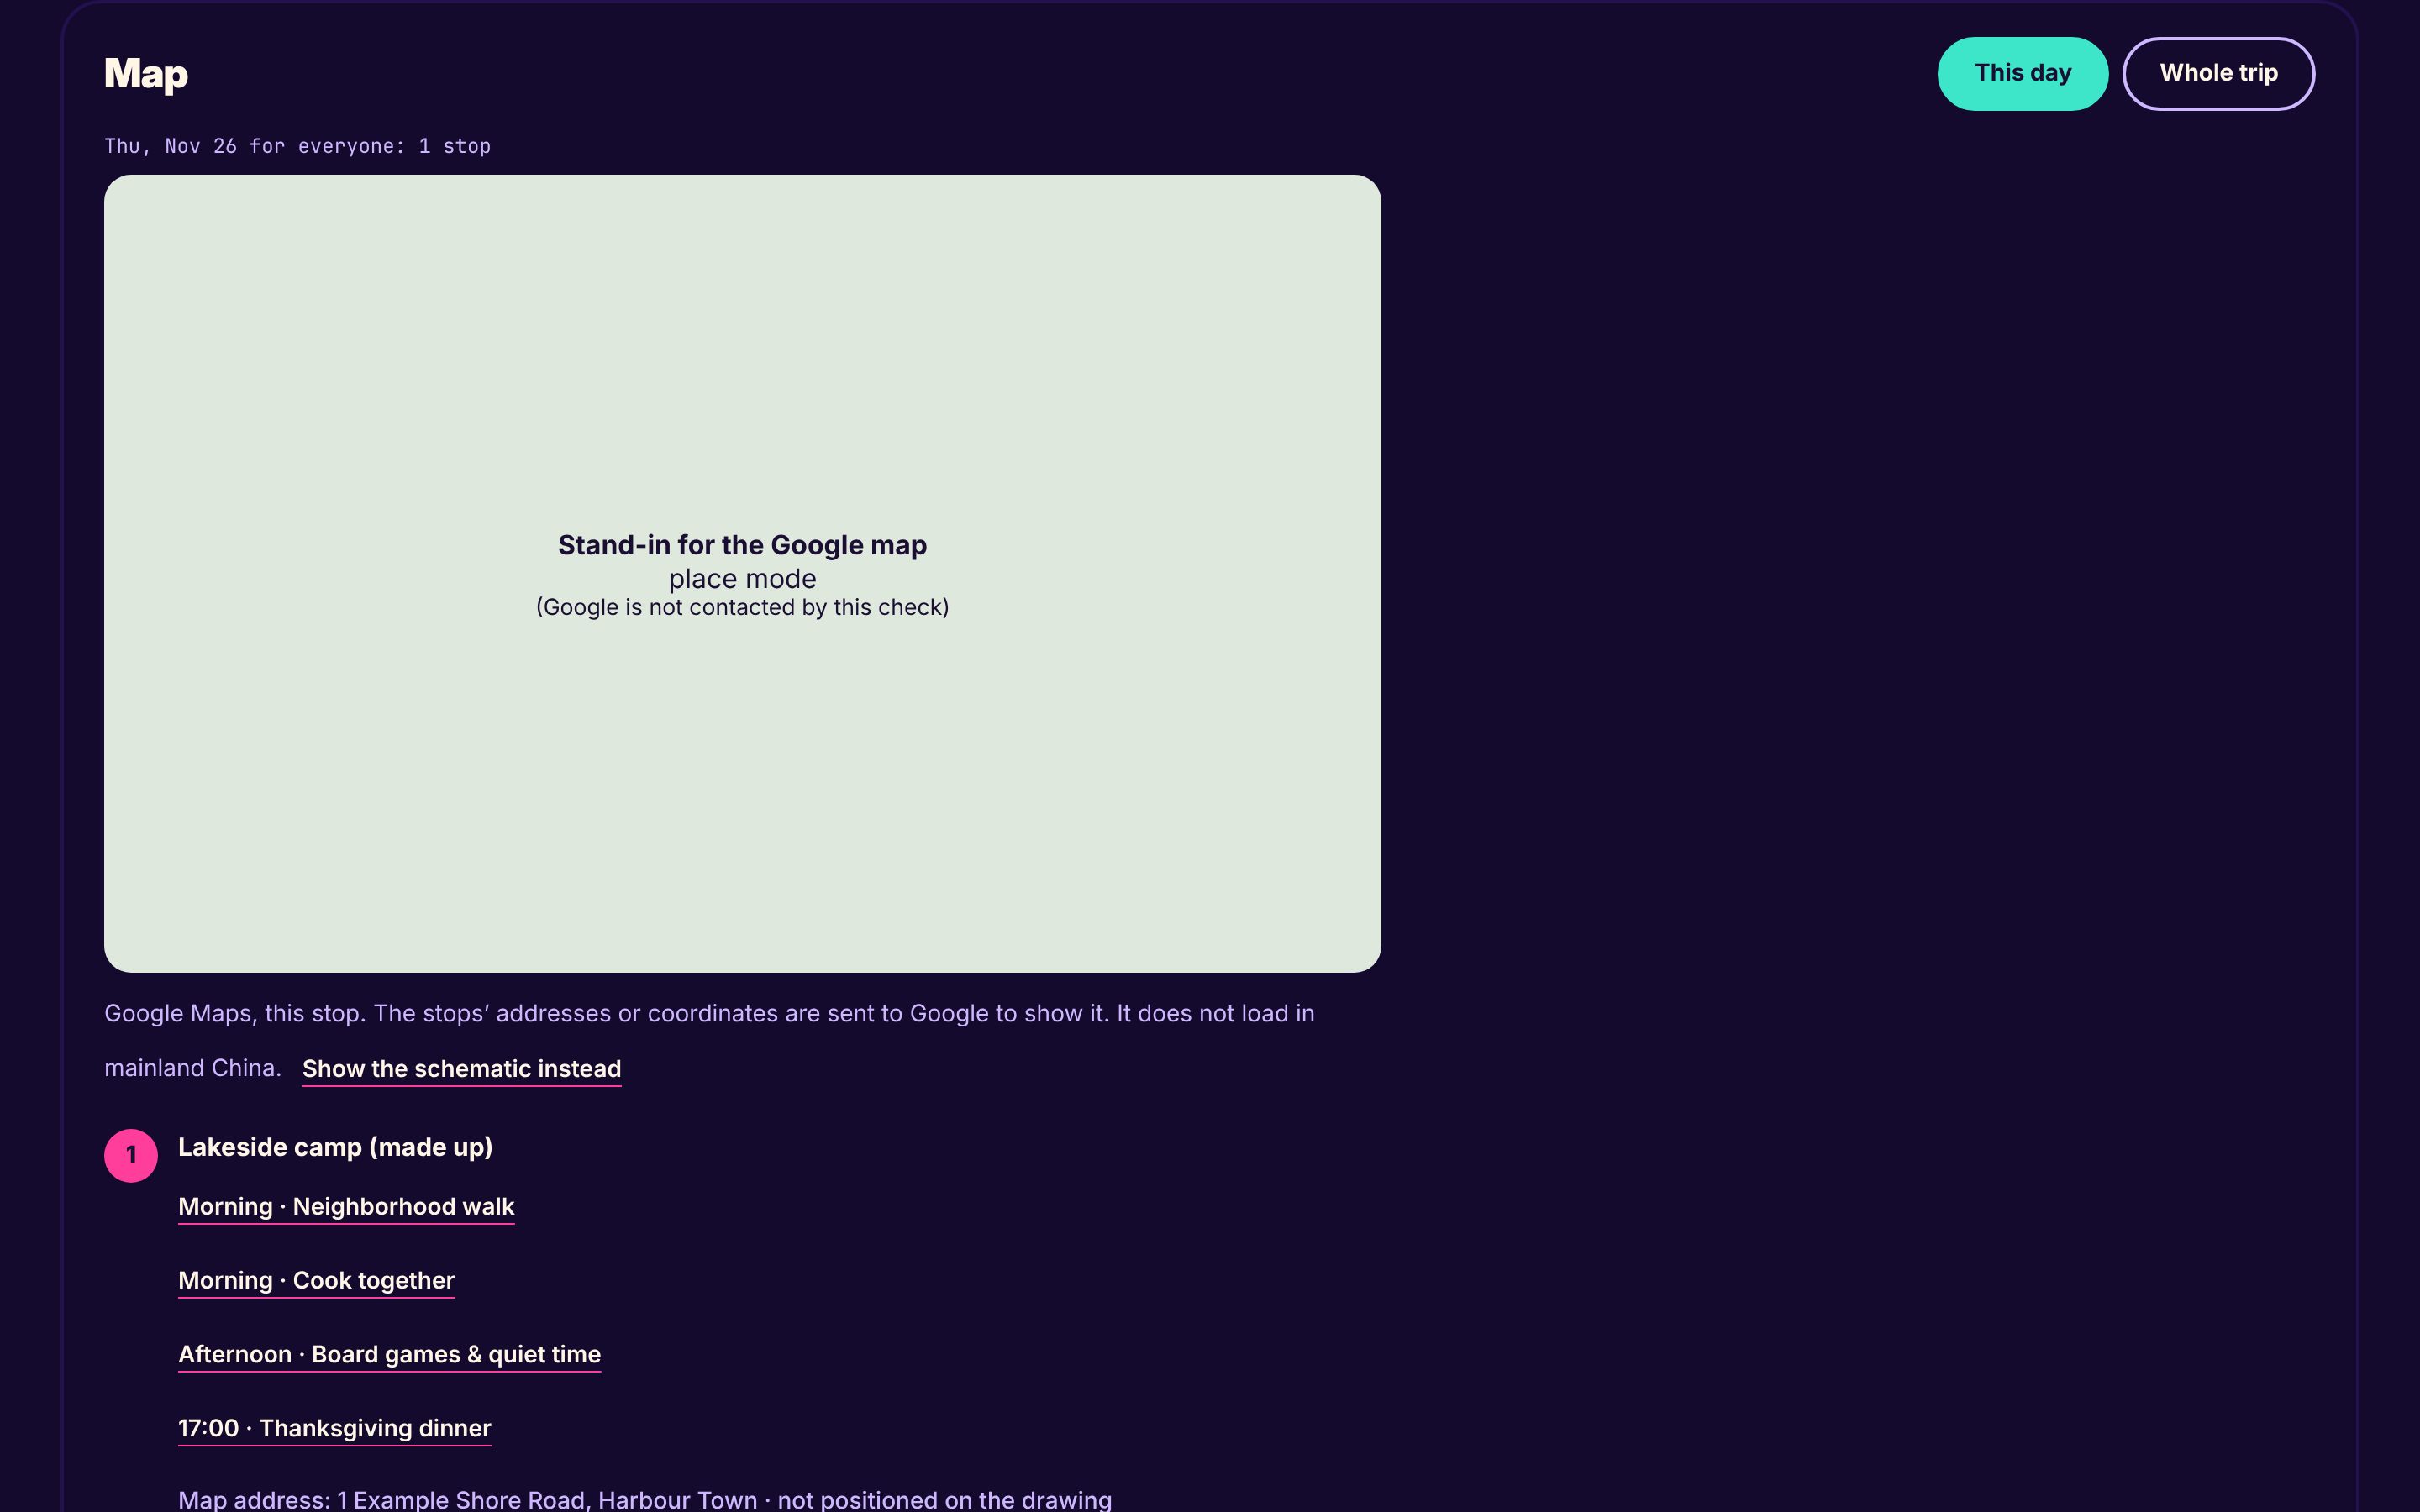 Map
This day
Whole trip
Thu, Nov 26 for everyone: 1 stop
Stand-in for the Google map
place mode
(Google is not contacted by this check)
Google Maps, this stop. The stops’ addresses or coordinates are sent to Google to show it. It does not load in
mainland China. Show the schematic instead
1
Lakeside camp (made up)
Morning · Neighborhood walk
Morning · Cook together
Afternoon · Board games & quiet time
17:00 · Thanksgiving dinner
Map address: 1 Example Shore Road, Harbour Town · not positioned on the drawing